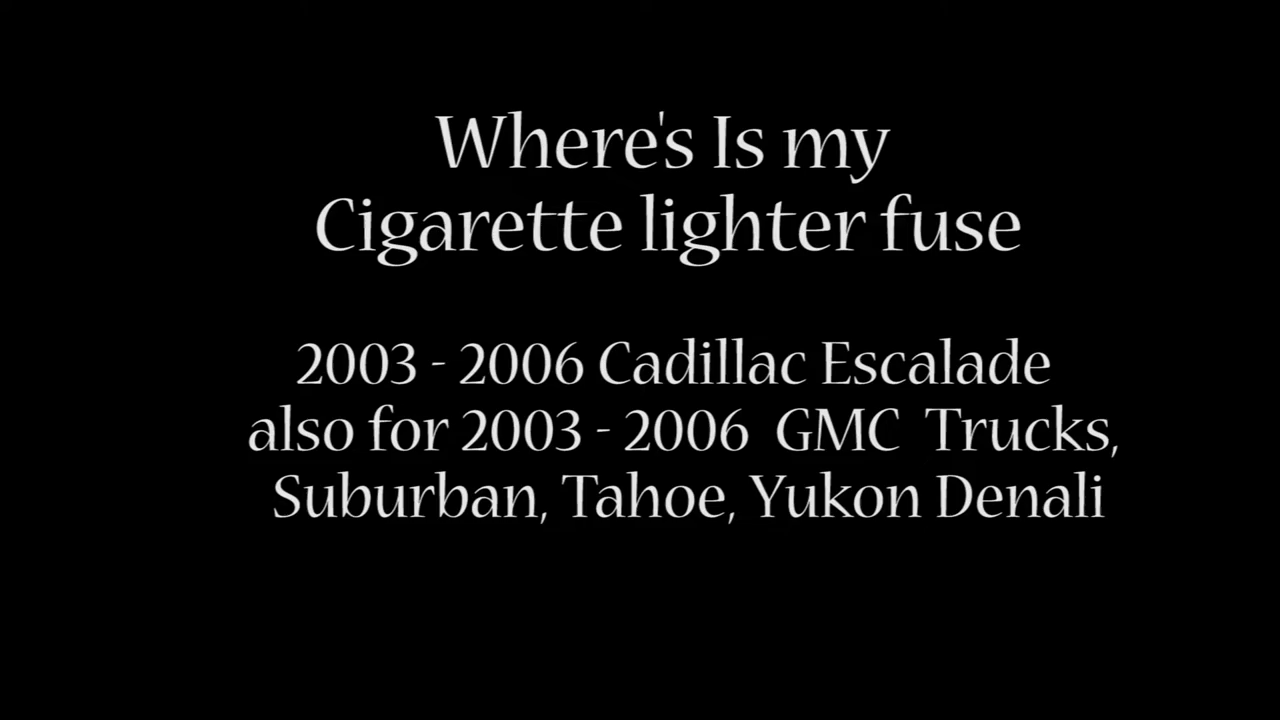 Where's Is my
Cigarette lighter fuse
2003 - 2006 Cadillac Escalade
also for 2003 - 2006 GMC Trucks,
Suburban, Tahoe, Yukon Denali